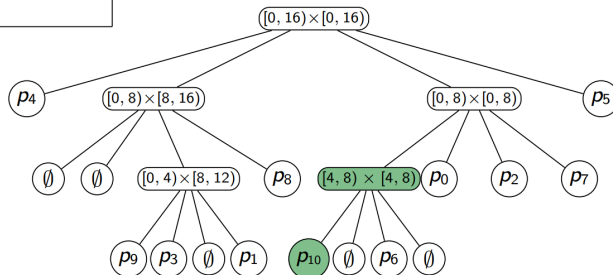 [0, 16)×[0, 16)
p4 [0, 8)×[8, 16) [0, 8)×[0, 8) p5
∅ ∅ [0, 4)×[8, 12) p8 [4, 8) × [4, 8) p0 p2 p7
p9 p3 ∅ p1 p10 ∅ p6 ∅